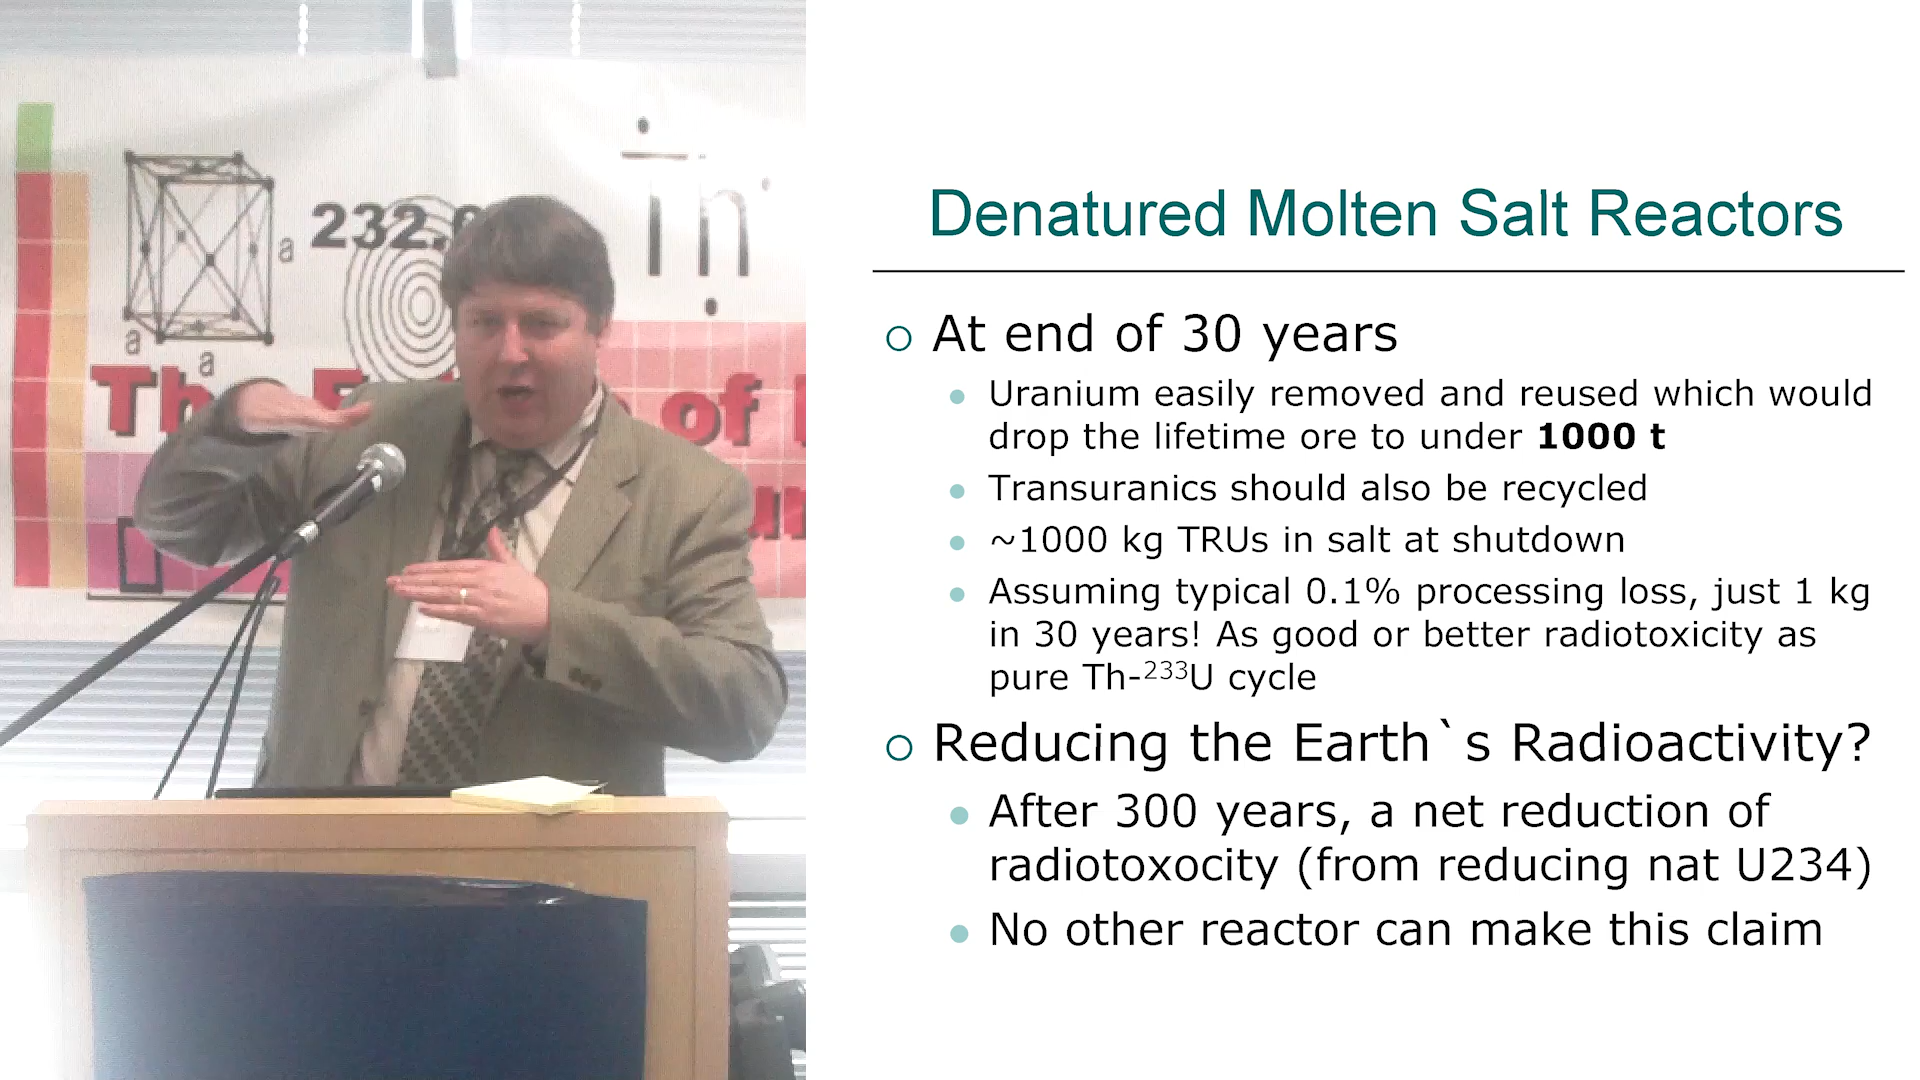 232.0
Th
a
a
a
of
Denatured Molten Salt Reactors
At end of 30 years
Uranium easily removed and reused which would
drop the lifetime ore to under 1000 t
Transuranics should also be recycled
~1000 kg TRUs in salt at shutdown
Assuming typical 0.1% processing loss, just 1 kg
in 30 years! As good or better radiotoxicity as
pure Th-²³³U cycle
Reducing the Earth`s Radioactivity?
After 300 years, a net reduction of
radiotoxocity (from reducing nat U234)
No other reactor can make this claim